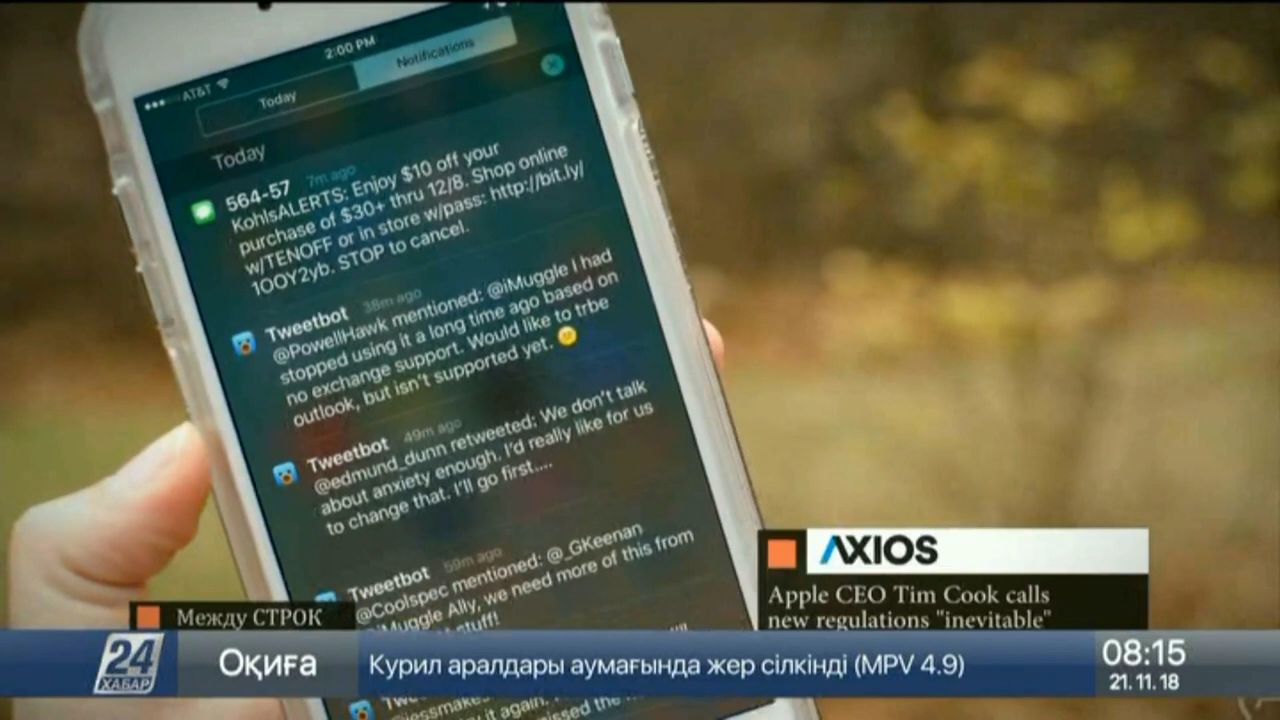 2:00 PM
AT&T
Today
Notifications
Today
564-57 7m ago
KohlsALERTS: Enjoy $10 off your
purchase of $30+ thru 12/8. Shop online
w/TENOFF or in store w/pass: http://bit.ly/
1OOY2yb. STOP to cancel.
Tweetbot 38m ago
@PowellHawk mentioned: @iMuggle I had
stopped using it a long time ago based on
no exchange support. Would like to trbe
outlook, but isn't supported yet. 😕
Tweetbot 49m ago
@edmund_dunn retweeted: We don't talk
about anxiety enough. I'd really like for us
to change that. I'll go first....
Tweetbot 59m ago
@Coolspec mentioned: @_GKeenan
Ally, we need more of this from
stuff!
it again.
missed the
AXIOS
Apple CEO Tim Cook calls
new regulations "inevitable"
Между СТРОК
24
ХАБАР
Оқиға
Курил аралдары аумағында жер сілкінді (MPV 4.9)
08:15
21.11.18